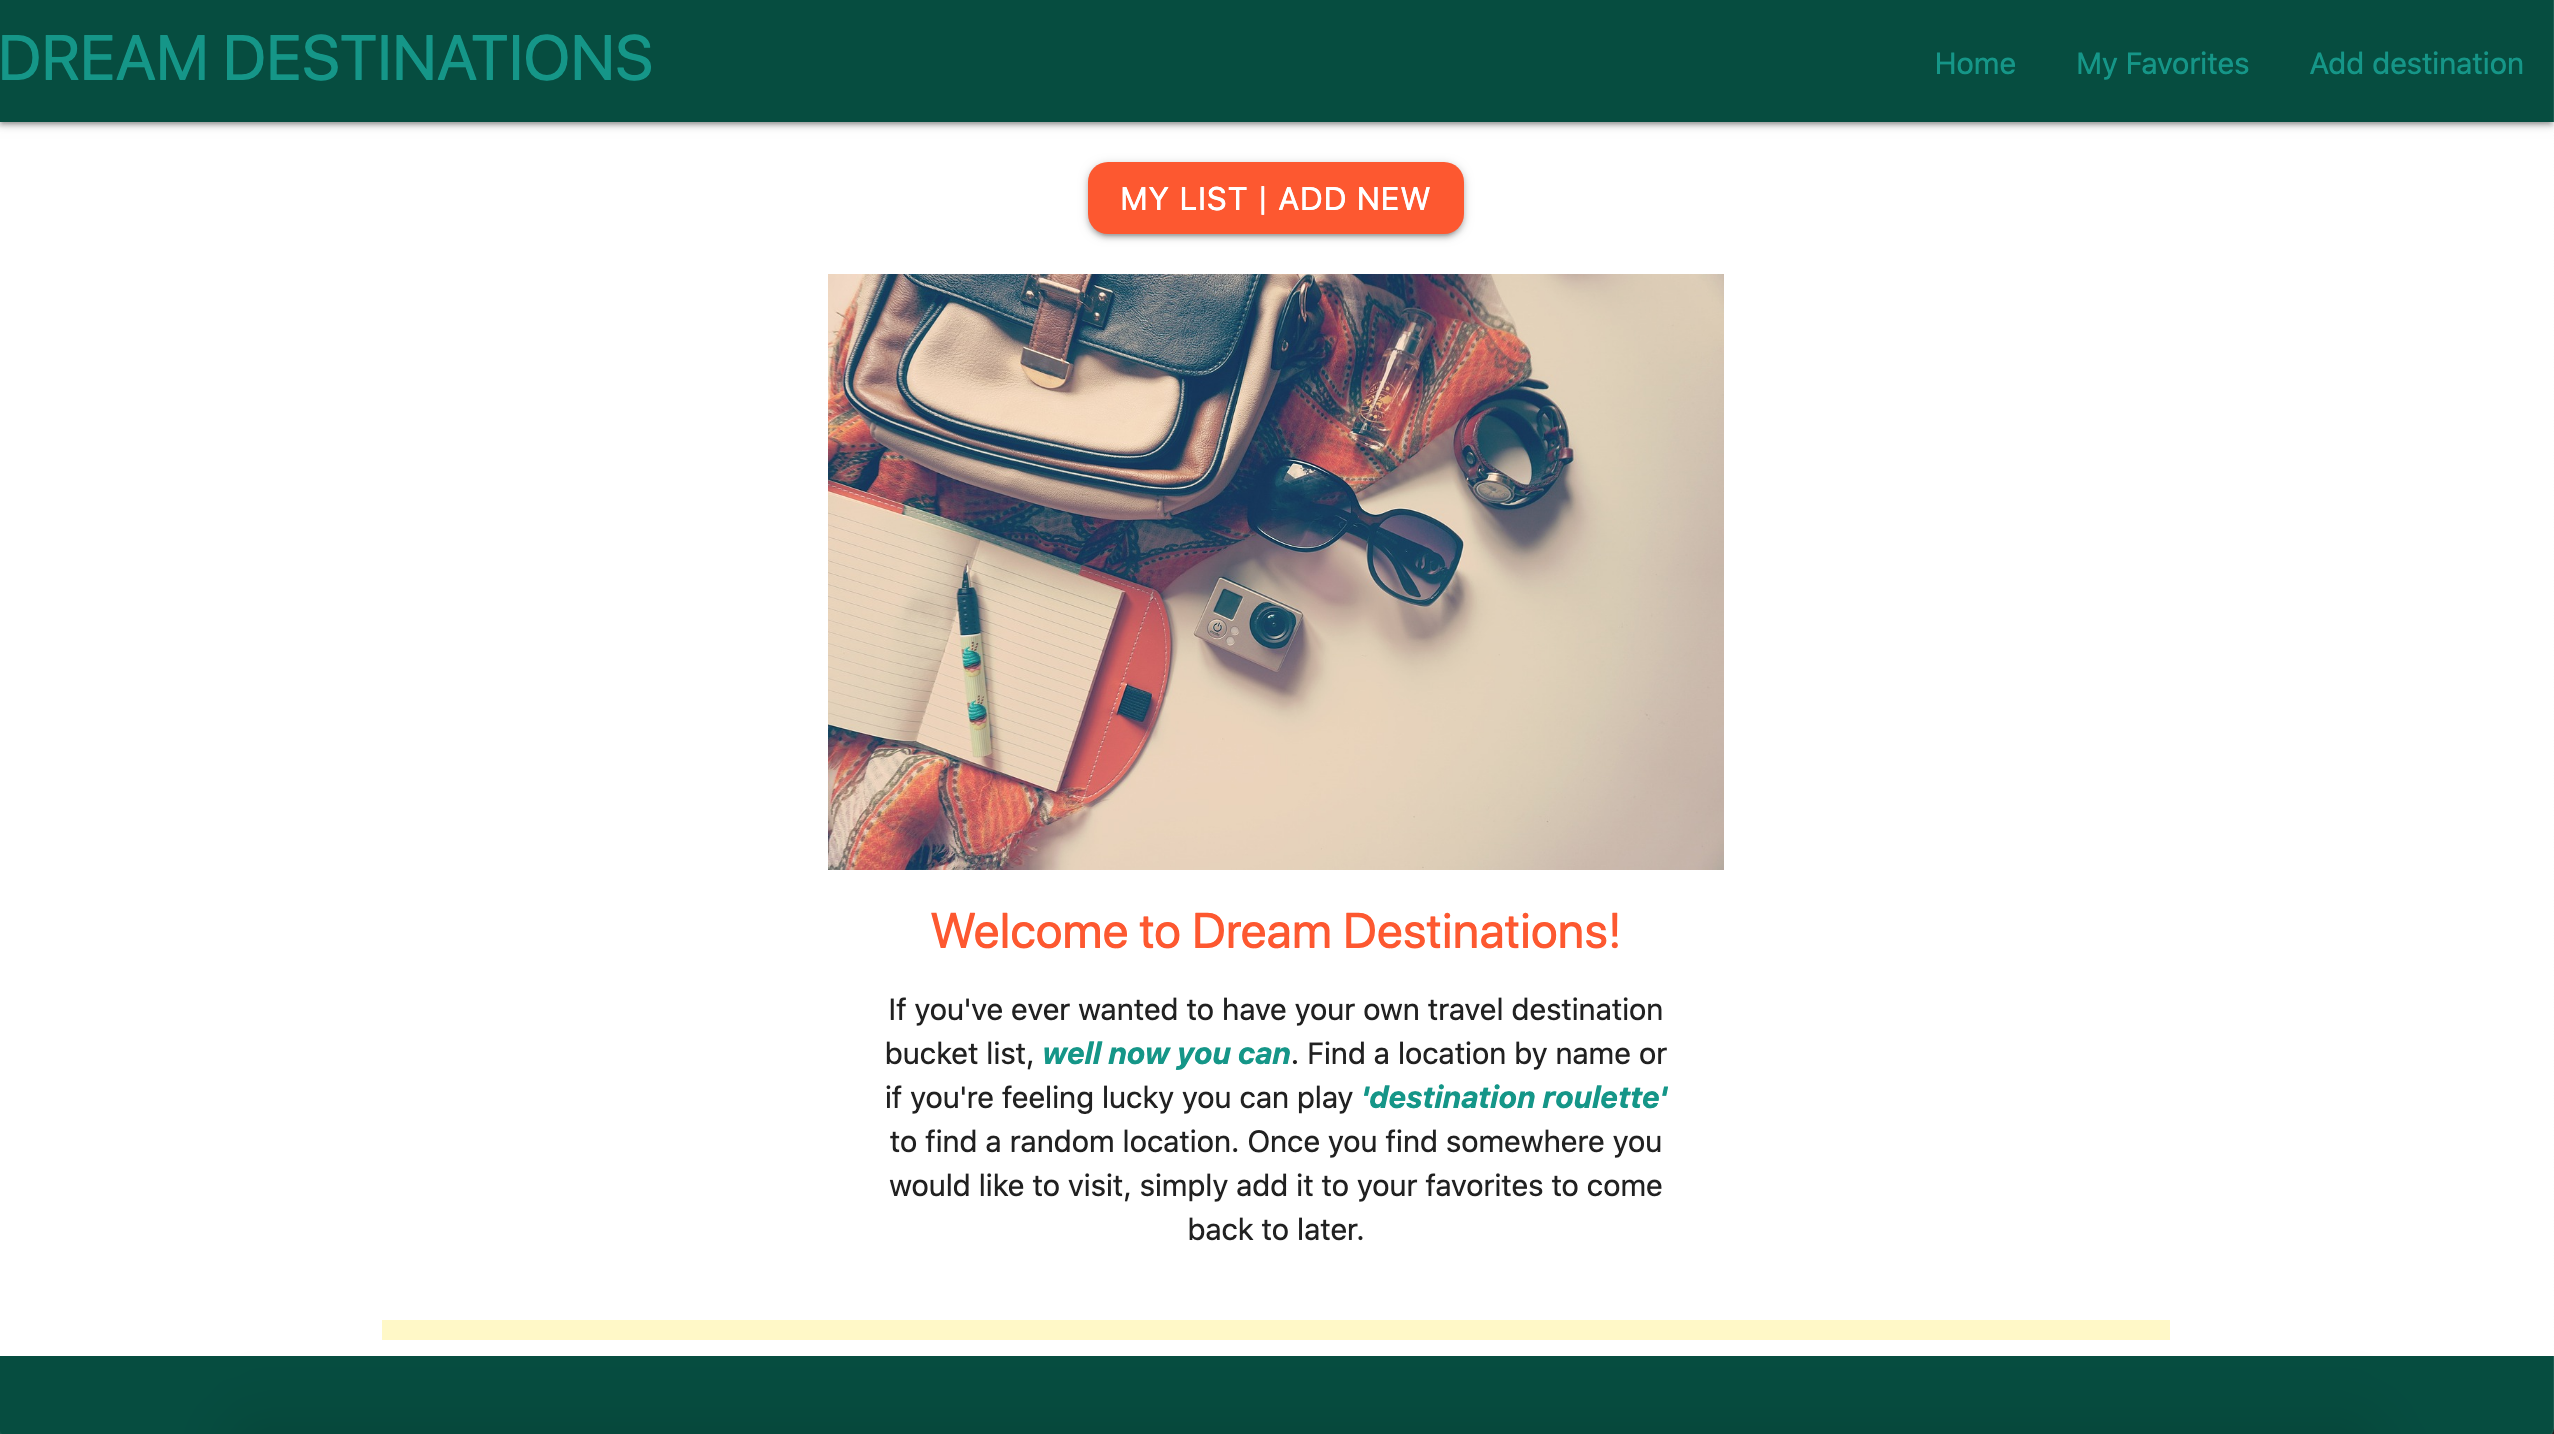 DREAM DESTINATIONS
Home
My Favorites
Add destination
MY LIST | ADD NEW
Welcome to Dream Destinations!
If you've ever wanted to have your own travel destination
bucket list, well now you can. Find a location by name or
if you're feeling lucky you can play 'destination roulette'
to find a random location. Once you find somewhere you
would like to visit, simply add it to your favorites to come
back to later.